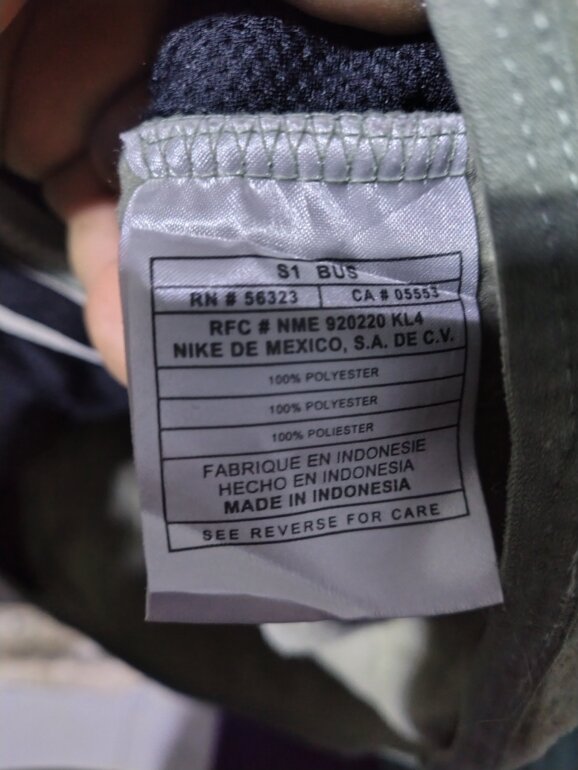 S1 BUS
RN # 56323 CA # 05553
RFC # NME 920220 KL4
NIKE DE MEXICO, S.A. DE C.V.
100% POLYESTER
100% POLYESTER
100% POLIESTER
FABRIQUE EN INDONESIE
HECHO EN INDONESIA
MADE IN INDONESIA
SEE REVERSE FOR CARE